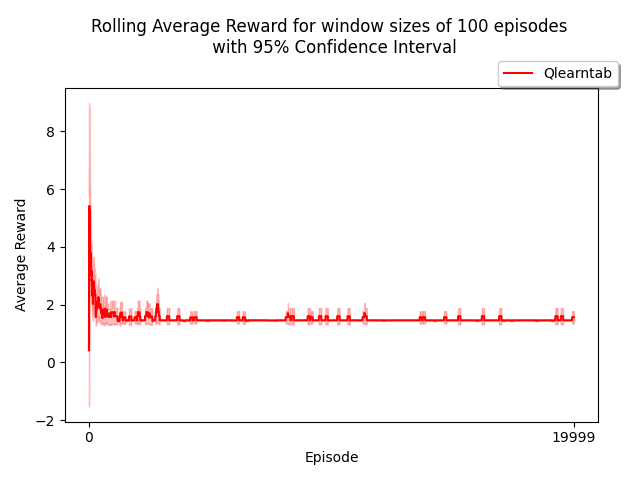 Rolling Average Reward for window sizes of 100 episodes
with 95% Confidence Interval
Qlearntab
Average Reward
8
6
4
2
0
−2
0
19999
Episode